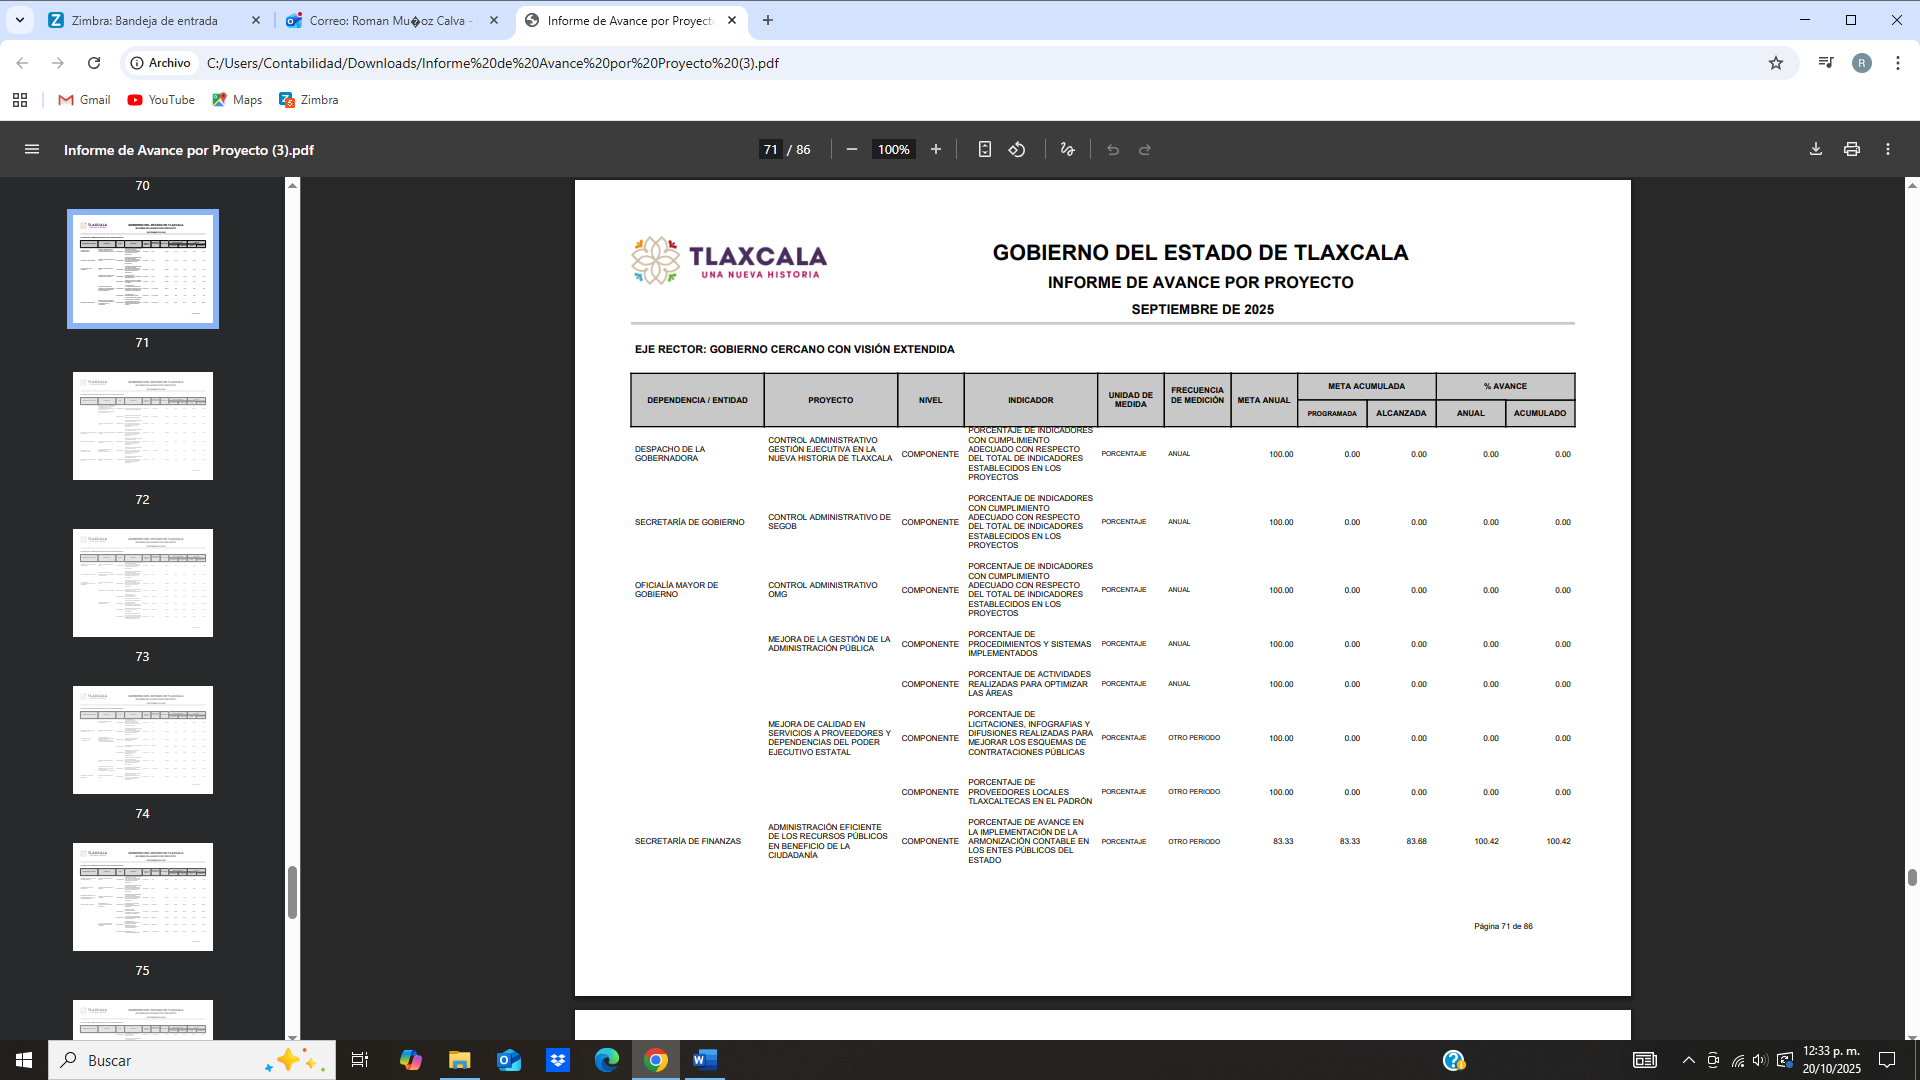 Zimbra: Bandeja de entrada
Correo: Roman Mu�oz Calva -
Informe de Avance por Proyecto
Archivo
C:/Users/Contabilidad/Downloads/Informe%20de%20Avance%20por%20Proyecto%20(3).pdf
R
Gmail
YouTube
Maps
Zimbra
Informe de Avance por Proyecto (3).pdf
71 / 86
100%
70
71
72
73
74
75
TLAXCALA
UNA NUEVA HISTORIA
GOBIERNO DEL ESTADO DE TLAXCALA
INFORME DE AVANCE POR PROYECTO
SEPTIEMBRE DE 2025
EJE RECTOR: GOBIERNO CERCANO CON VISIÓN EXTENDIDA
DEPENDENCIA / ENTIDAD
PROYECTO
NIVEL
INDICADOR
UNIDAD DE
MEDIDA
FRECUENCIA
DE MEDICIÓN
META ANUAL
META ACUMULADA
PROGRAMADA
ALCANZADA
% AVANCE
ANUAL
ACUMULADO
DESPACHO DE LA
GOBERNADORA
CONTROL ADMINISTRATIVO
GESTIÓN EJECUTIVA EN LA
NUEVA HISTORIA DE TLAXCALA
COMPONENTE
PORCENTAJE DE INDICADORES
CON CUMPLIMIENTO
ADECUADO CON RESPECTO
DEL TOTAL DE INDICADORES
ESTABLECIDOS EN LOS
PROYECTOS
PORCENTAJE
ANUAL
100.00
0.00
0.00
0.00
0.00
SECRETARÍA DE GOBIERNO
CONTROL ADMINISTRATIVO DE
SEGOB
COMPONENTE
PORCENTAJE DE INDICADORES
CON CUMPLIMIENTO
ADECUADO CON RESPECTO
DEL TOTAL DE INDICADORES
ESTABLECIDOS EN LOS
PROYECTOS
PORCENTAJE
ANUAL
100.00
0.00
0.00
0.00
0.00
OFICIALÍA MAYOR DE
GOBIERNO
CONTROL ADMINISTRATIVO
OMG
COMPONENTE
PORCENTAJE DE INDICADORES
CON CUMPLIMIENTO
ADECUADO CON RESPECTO
DEL TOTAL DE INDICADORES
ESTABLECIDOS EN LOS
PROYECTOS
PORCENTAJE
ANUAL
100.00
0.00
0.00
0.00
0.00
MEJORA DE LA GESTIÓN DE LA
ADMINISTRACIÓN PÚBLICA
COMPONENTE
PORCENTAJE DE
PROCEDIMIENTOS Y SISTEMAS
IMPLEMENTADOS
PORCENTAJE
ANUAL
100.00
0.00
0.00
0.00
0.00
COMPONENTE
PORCENTAJE DE ACTIVIDADES
REALIZADAS PARA OPTIMIZAR
LAS ÁREAS
PORCENTAJE
ANUAL
100.00
0.00
0.00
0.00
0.00
MEJORA DE CALIDAD EN
SERVICIOS A PROVEEDORES Y
DEPENDENCIAS DEL PODER
EJECUTIVO ESTATAL
COMPONENTE
PORCENTAJE DE
LICITACIONES, INFOGRAFIAS Y
DIFUSIONES REALIZADAS PARA
MEJORAR LOS ESQUEMAS DE
CONTRATACIONES PÚBLICAS
PORCENTAJE
OTRO PERIODO
100.00
0.00
0.00
0.00
0.00
COMPONENTE
PORCENTAJE DE
PROVEEDORES LOCALES
TLAXCALTECAS EN EL PADRÓN
PORCENTAJE
OTRO PERIODO
100.00
0.00
0.00
0.00
0.00
SECRETARÍA DE FINANZAS
ADMINISTRACIÓN EFICIENTE
DE LOS RECURSOS PÚBLICOS
EN BENEFICIO DE LA
CIUDADANÍA
COMPONENTE
PORCENTAJE DE AVANCE EN
LA IMPLEMENTACIÓN DE LA
ARMONIZACIÓN CONTABLE EN
LOS ENTES PÚBLICOS DEL
ESTADO
PORCENTAJE
OTRO PERIODO
83.33
83.33
83.68
100.42
100.42
Página 71 de 86
Buscar
12:33 p. m.
20/10/2025